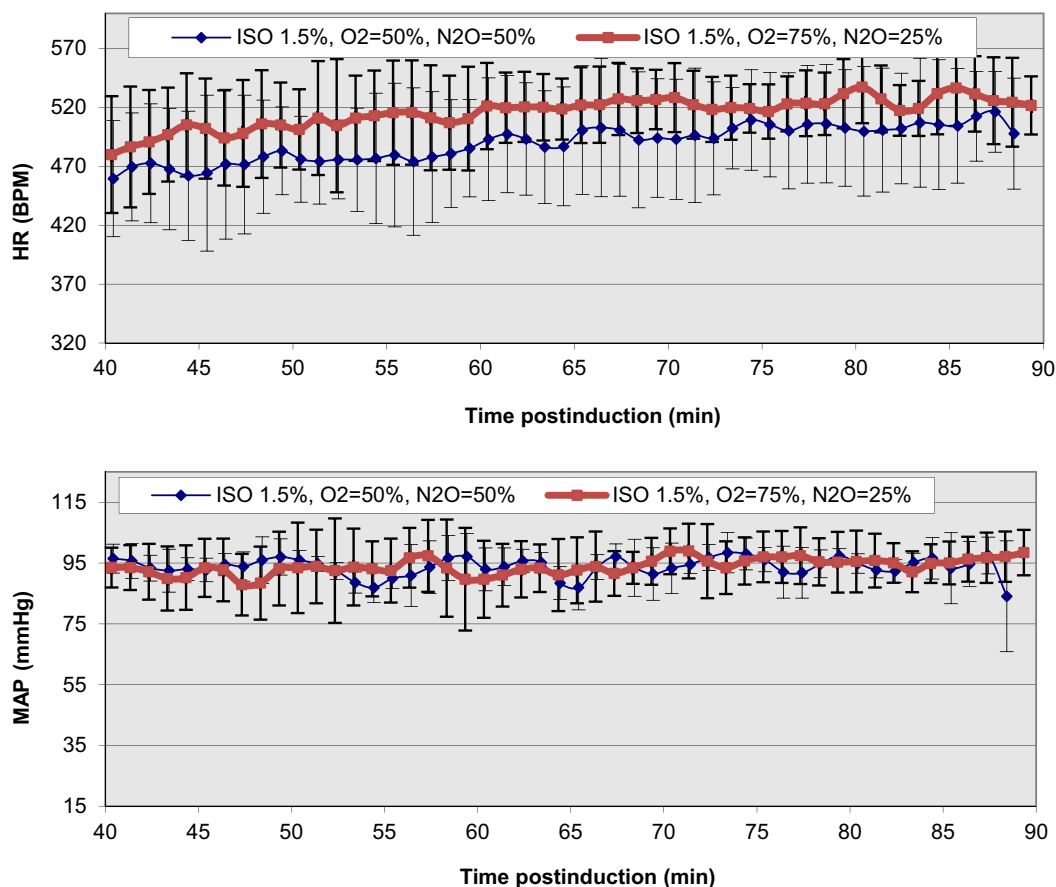 ISO 1.5%, O2=50%, N2O=50% ISO 1.5%, O2=75%, N2O=25%
570
520
470
420
370
320
HR (BPM)
40 45 50 55 60 65 70 75 80 85 90
Time postinduction (min)
ISO 1.5%, O2=50%, N2O=50% ISO 1.5%, O2=75%, N2O=25%
115
95
75
55
35
15
MAP (mmHg)
40 45 50 55 60 65 70 75 80 85 90
Time postinduction (min)